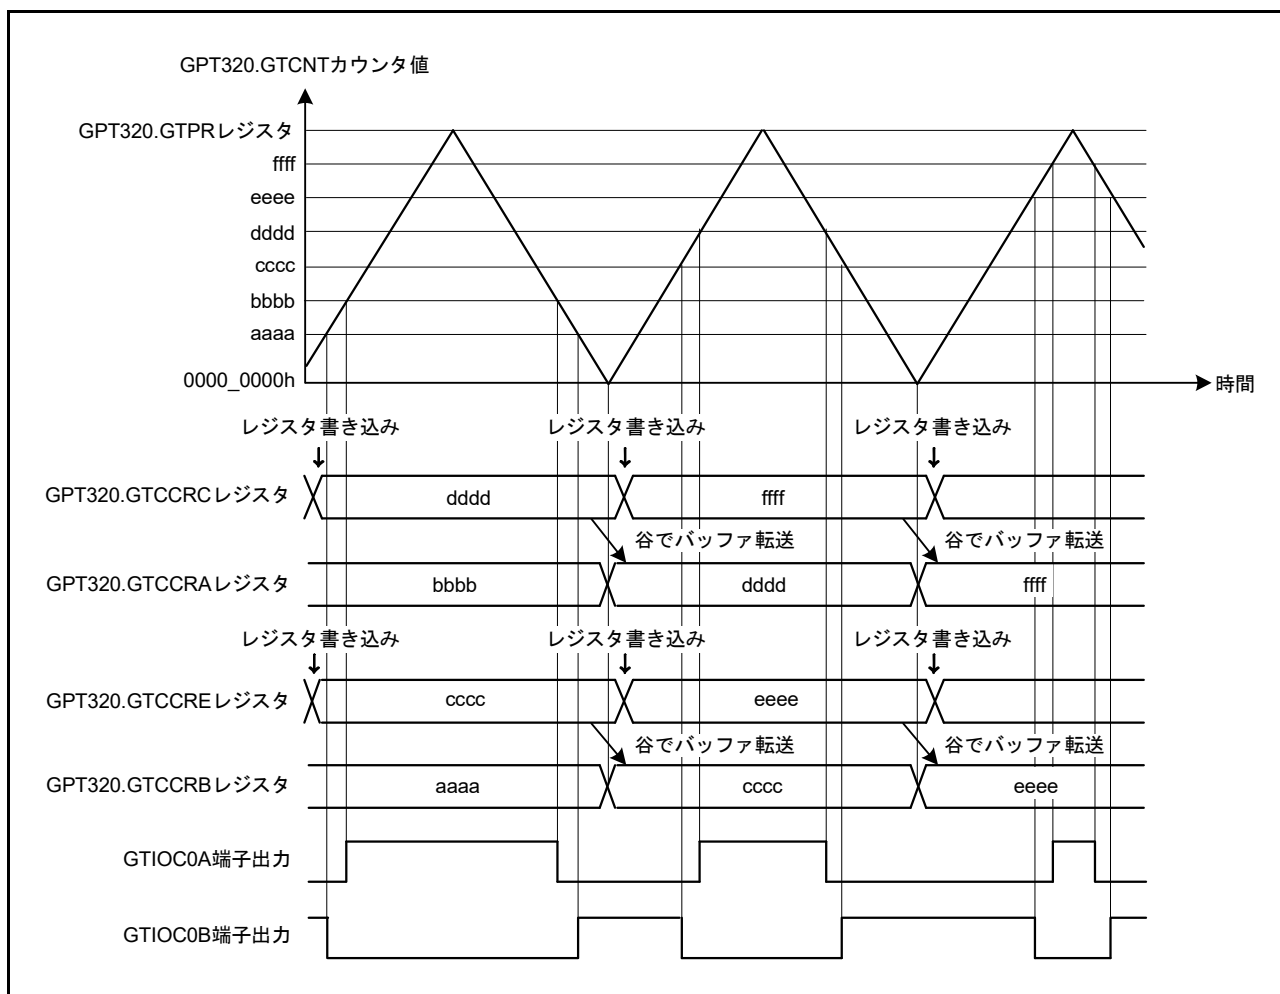 GPT320.GTCNTカウンタ値
GPT320.GTPRレジスタ
ffff
eeee
dddd
cccc
bbbb
aaaa
0000_0000h
時間
レジスタ書き込み レジスタ書き込み レジスタ書き込み
GPT320.GTCCRCレジスタ dddd ffff
谷でバッファ転送 谷でバッファ転送
GPT320.GTCCRAレジスタ bbbb dddd ffff
レジスタ書き込み レジスタ書き込み レジスタ書き込み
GPT320.GTCCREレジスタ cccc eeee
谷でバッファ転送 谷でバッファ転送
GPT320.GTCCRBレジスタ aaaa cccc eeee
GTIOC0A端子出力
GTIOC0B端子出力